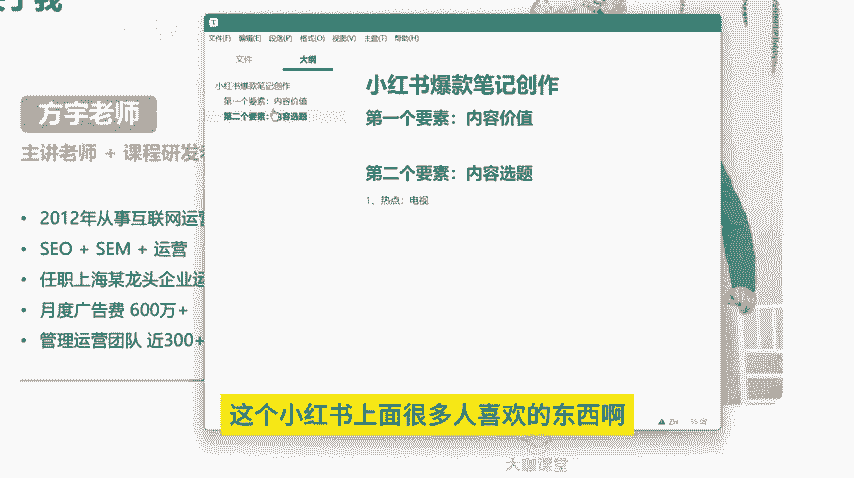 文件(F) 编辑(E) 段落(P) 格式(O) 视图(V) 主题(T) 帮助(H)
文件 大纲
小红书爆款笔记创作
第一个要素：内容价值
第二个要素：内容选题
小红书爆款笔记创作
第一个要素：内容价值
第二个要素：内容选题
1、热点：电视
方宇老师
主讲老师 + 课程研发
2012年从事互联网运营
SEO + SEM + 运营
任职上海某龙头企业运
月度广告费 600万+
管理运营团队 近300+
这个小红书上面很多人喜欢的东西啊
大咖课堂